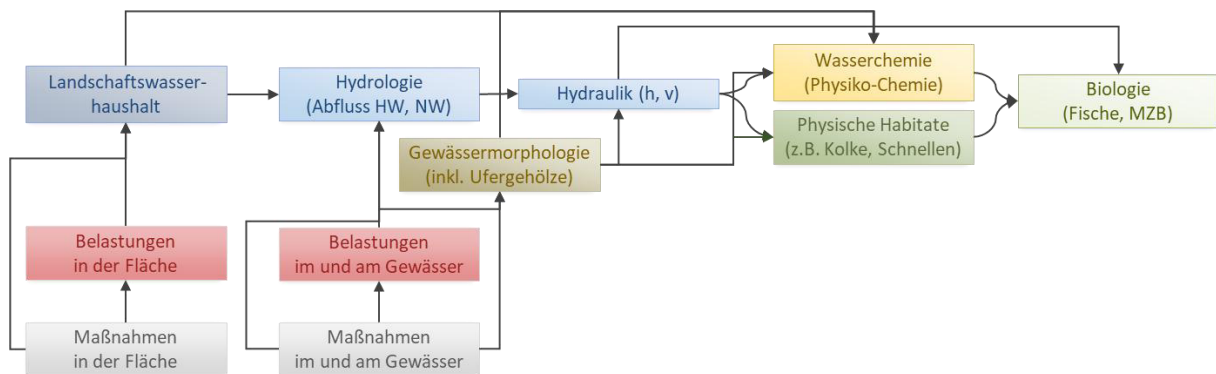 Landschaftswasser-
haushalt
Hydrologie
(Abfluss HW, NW)
Hydraulik (h, v)
Wasserchemie
(Physiko-Chemie)
Biologie
(Fische, MZB)
Physische Habitate
(z.B. Kolke, Schnellen)
Gewässermorphologie
(inkl. Ufergehölze)
Belastungen
in der Fläche
Belastungen
im und am Gewässer
Maßnahmen
in der Fläche
Maßnahmen
im und am Gewässer